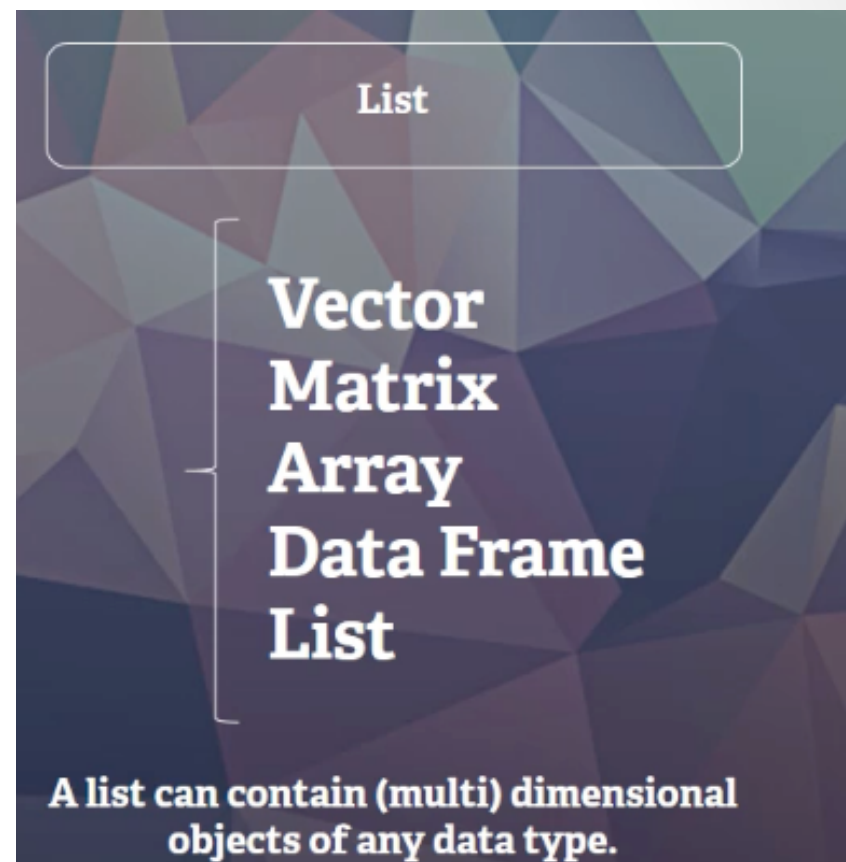 List
Vector
Matrix
Array
Data Frame
List
A list can contain (multi) dimensional
objects of any data type.